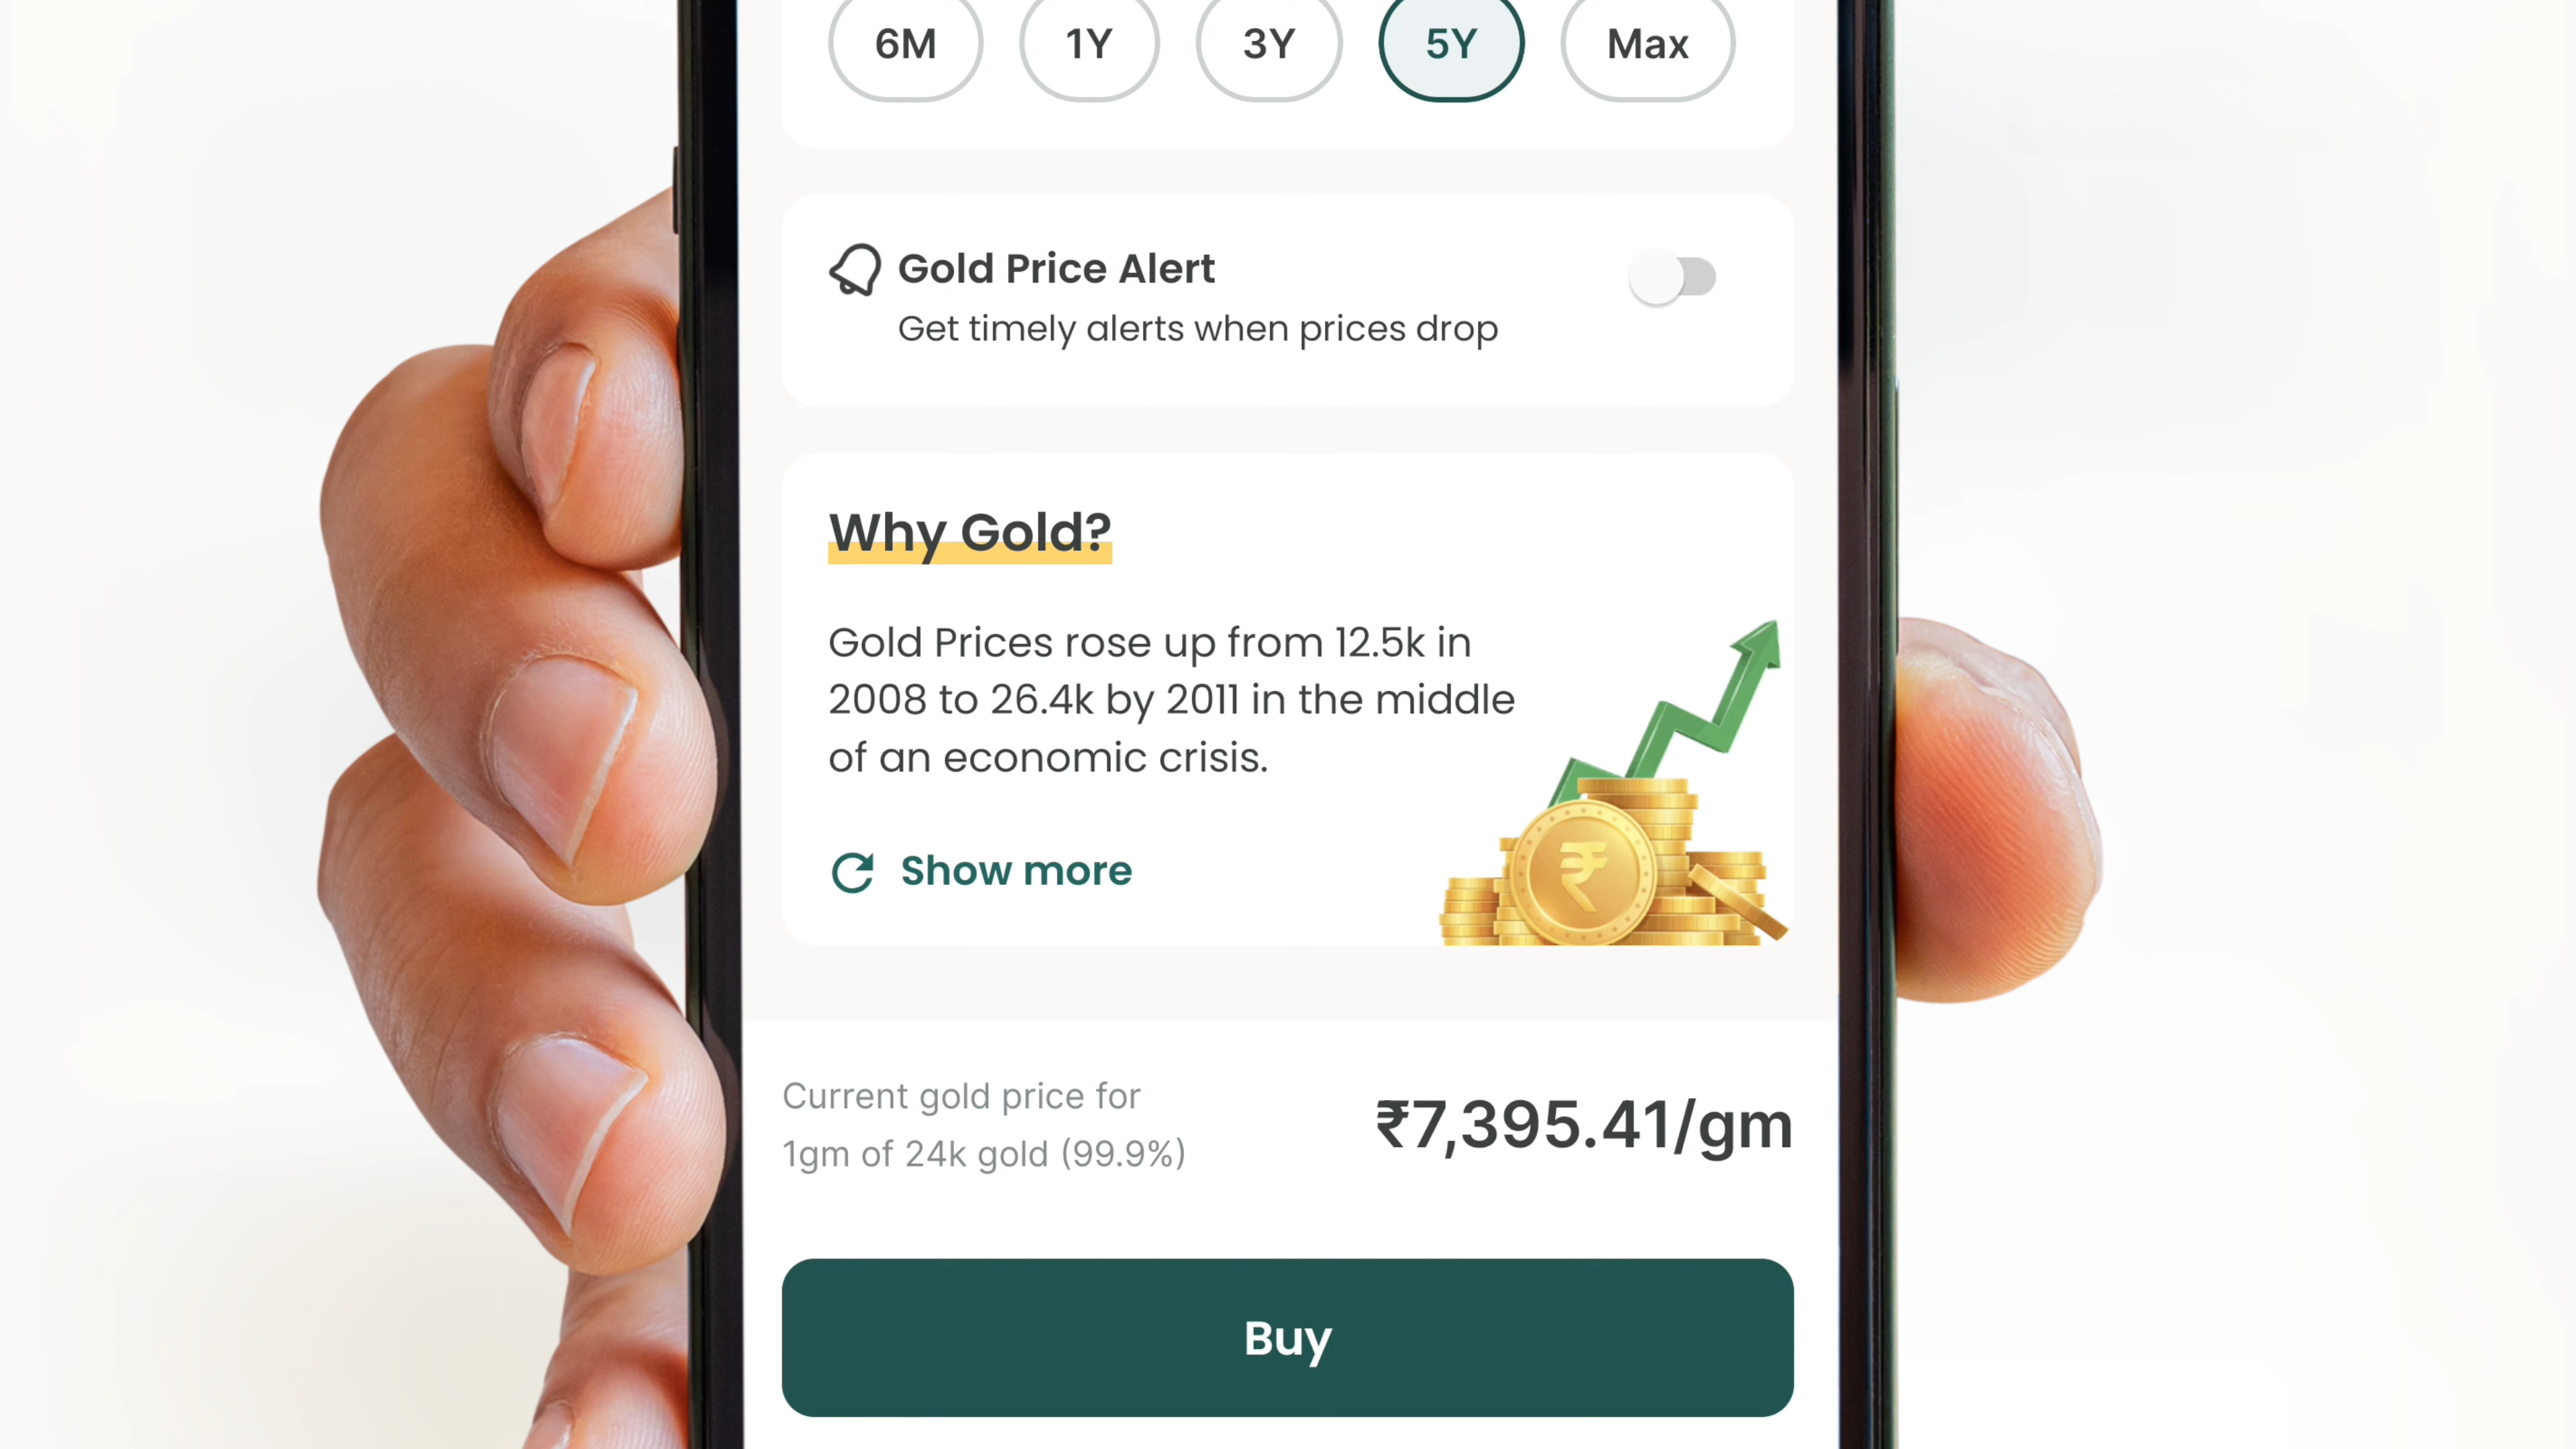 6M 1Y 3Y 5Y Max
Gold Price Alert
Get timely alerts when prices drop
Why Gold?
Gold Prices rose up from 12.5k in
2008 to 26.4k by 2011 in the middle
of an economic crisis.
₹
Show more
Current gold price for
1gm of 24k gold (99.9%)
₹7,395.41/gm
Buy